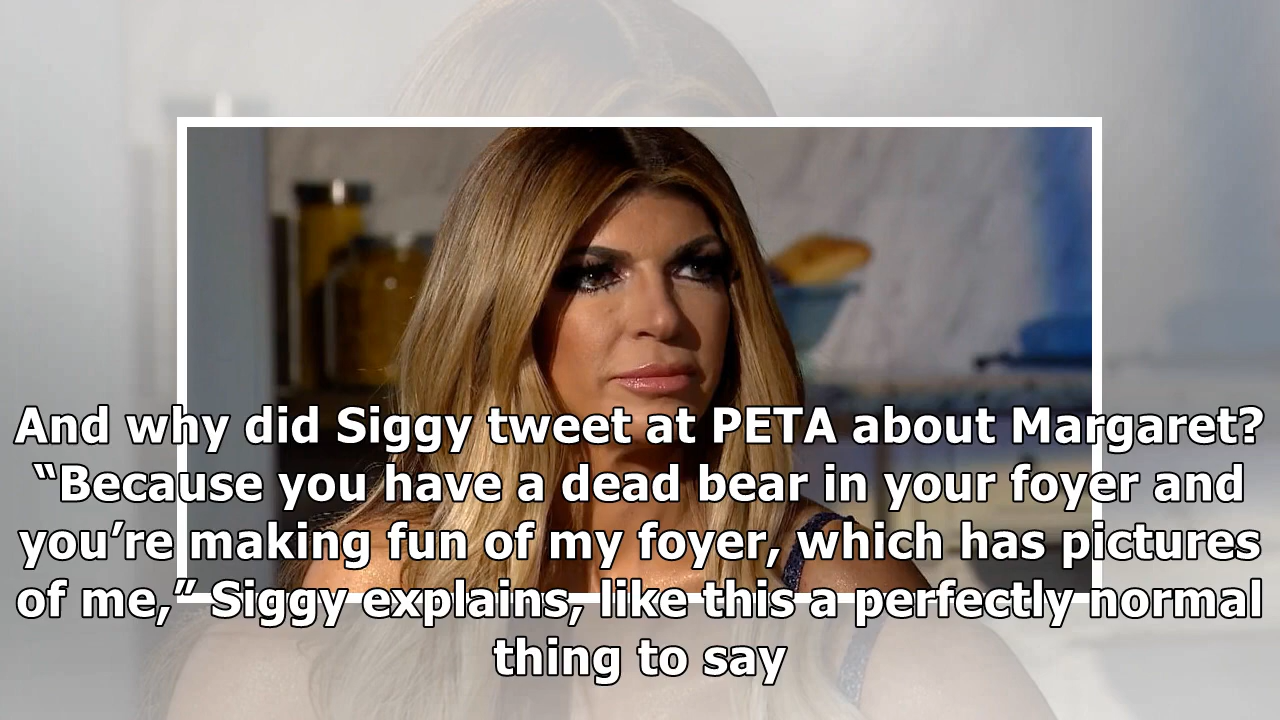 And why did Siggy tweet at PETA about Margaret?
“Because you have a dead bear in your foyer and
you’re making fun of my foyer, which has pictures
of me,” Siggy explains, like this a perfectly normal
thing to say